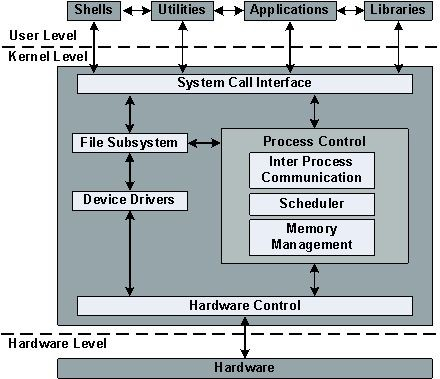 Shells Utilities Applications Libraries
User Level
Kernel Level
System Call Interface
File Subsystem
Process Control
Inter Process
Communication
Device Drivers
Scheduler
Memory
Management
Hardware Control
Hardware Level
Hardware